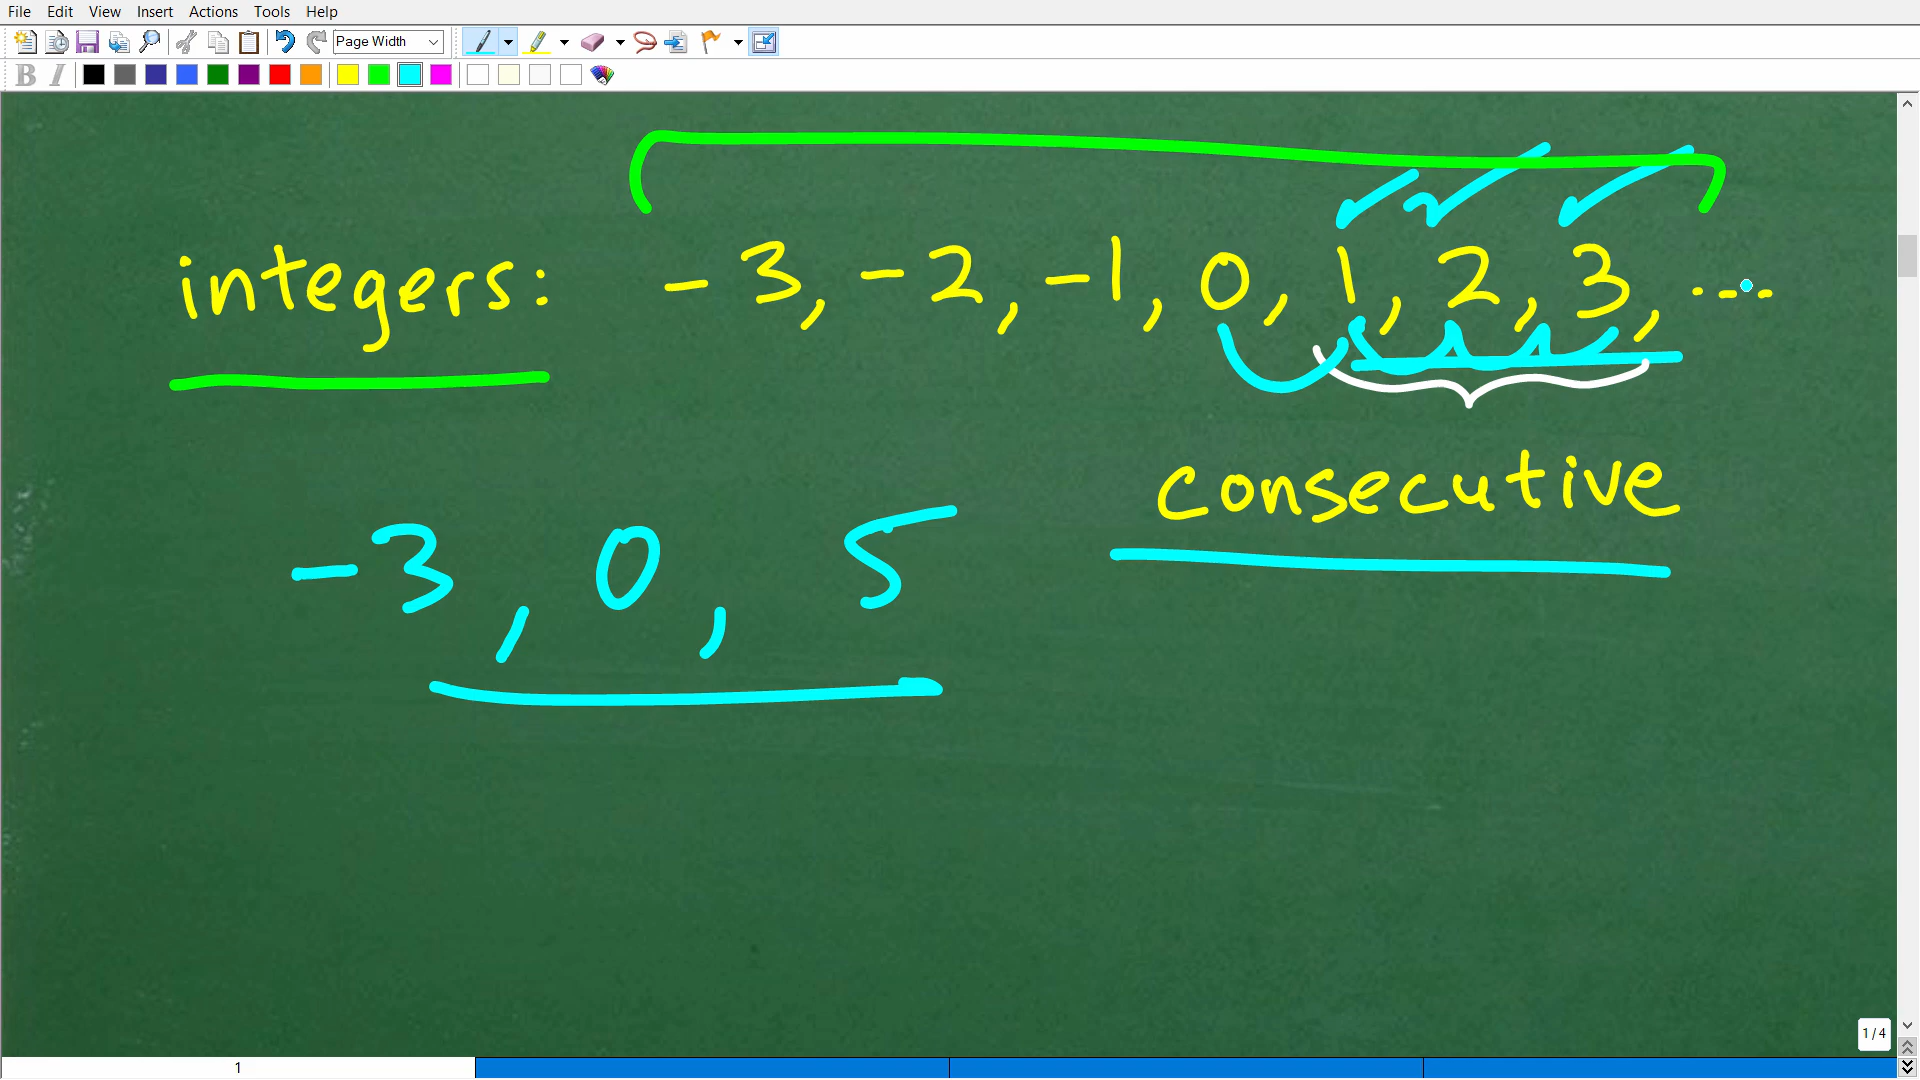 File Edit View Insert Actions Tools Help
Page Width
B I
integers: -3, -2, -1, 0, 1, 2, 3, ...
consecutive
-3, 0, 5
1 / 4
1